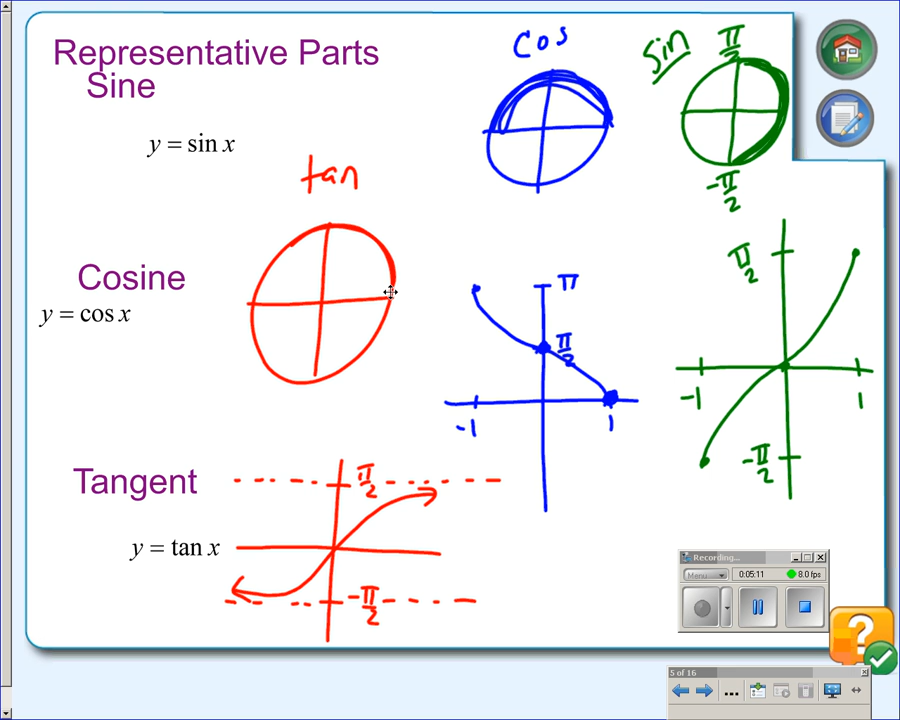 Representative Parts
Sine
y = sin x
cos
sin
π/2
-π/2
tan
Cosine
y = cos x
π
π/2
-1
1
π/2
-1
1
-π/2
Tangent
y = tan x
π/2
-π/2
Recording...
Menu
0:05:11
8.0 fps
5 of 16